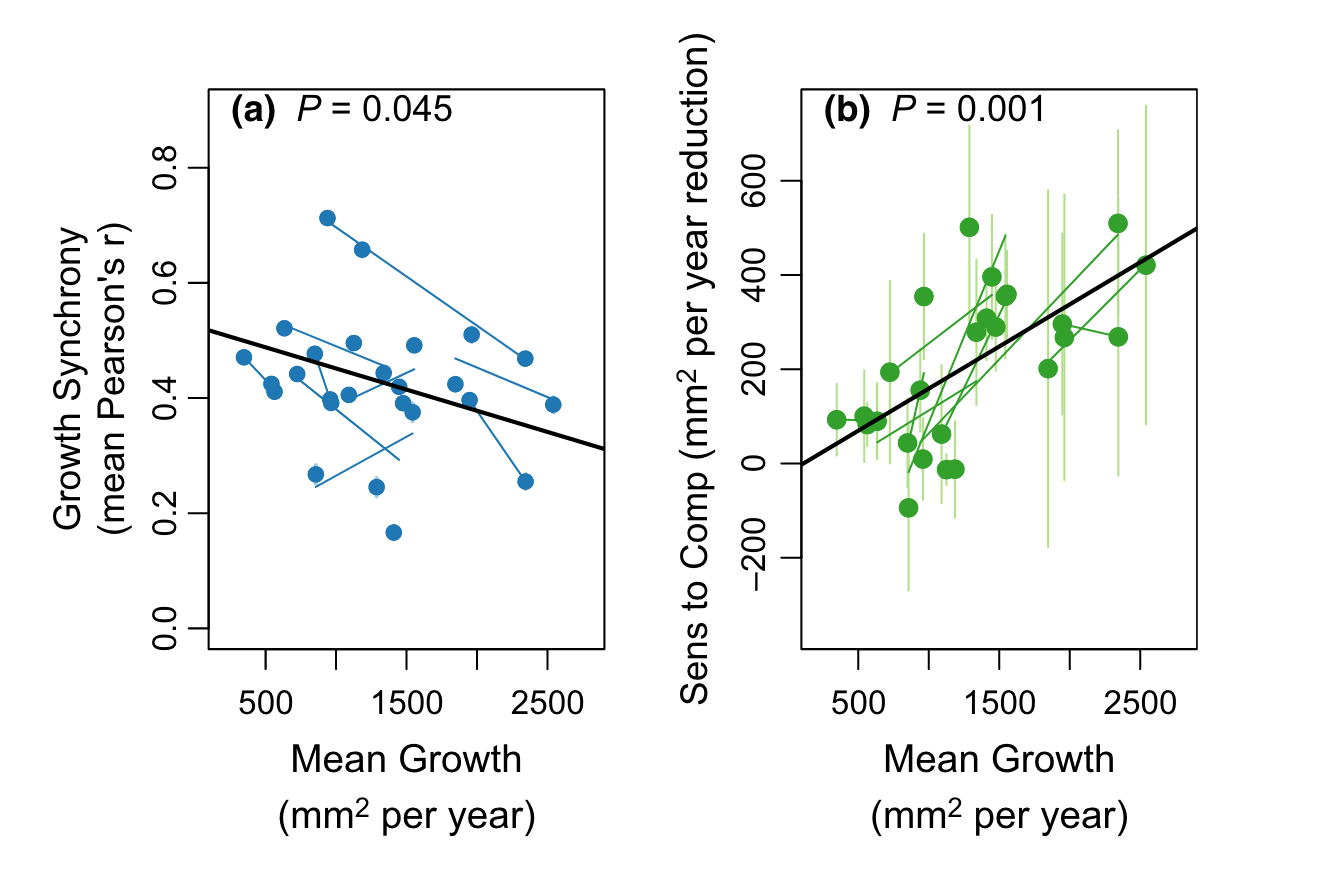 (a) P = 0.045
Growth Synchrony
(mean Pearson's r)
0.8
0.6
0.4
0.2
0.0
500 1500 2500
Mean Growth
(mm² per year)
(b) P = 0.001
Sens to Comp (mm² per year reduction)
600
400
200
0
−200
500 1500 2500
Mean Growth
(mm² per year)